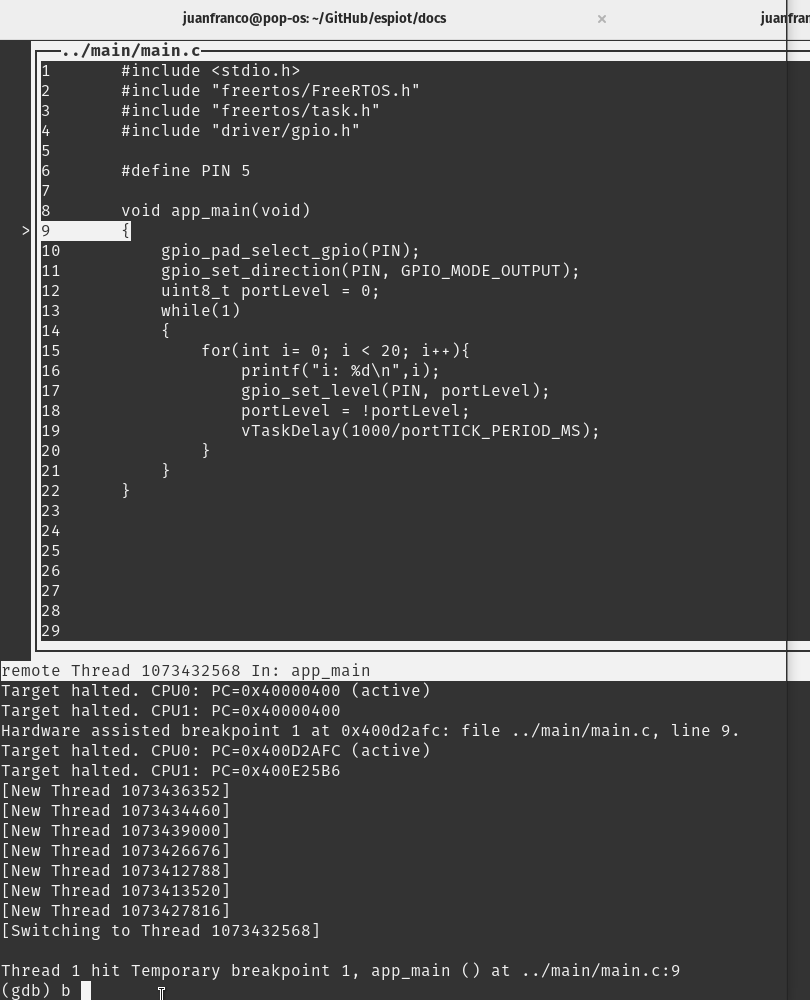 juanfranco@pop-os: ~/GitHub/espiot/docs × juanfran
../main/main.c
1 #include <stdio.h>
2 #include "freertos/FreeRTOS.h"
3 #include "freertos/task.h"
4 #include "driver/gpio.h"
5
6 #define PIN 5
7
8 void app_main(void)
> 9 {
10 gpio_pad_select_gpio(PIN);
11 gpio_set_direction(PIN, GPIO_MODE_OUTPUT);
12 uint8_t portLevel = 0;
13 while(1)
14 {
15 for(int i= 0; i < 20; i++){
16 printf("i: %d\n",i);
17 gpio_set_level(PIN, portLevel);
18 portLevel = !portLevel;
19 vTaskDelay(1000/portTICK_PERIOD_MS);
20 }
21 }
22 }
23
24
25
26
27
28
29
remote Thread 1073432568 In: app_main
Target halted. CPU0: PC=0x40000400 (active)
Target halted. CPU1: PC=0x40000400
Hardware assisted breakpoint 1 at 0x400d2afc: file ../main/main.c, line 9.
Target halted. CPU0: PC=0x400D2AFC (active)
Target halted. CPU1: PC=0x400E25B6
[New Thread 1073436352]
[New Thread 1073434460]
[New Thread 1073439000]
[New Thread 1073426676]
[New Thread 1073412788]
[New Thread 1073413520]
[New Thread 1073427816]
[Switching to Thread 1073432568]
Thread 1 hit Temporary breakpoint 1, app_main () at ../main/main.c:9
(gdb) b